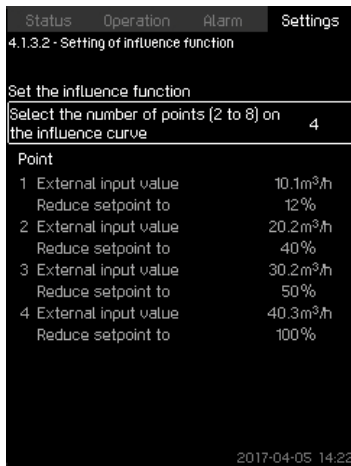 Status Operation Alarm Settings
4.1.3.2 - Setting of influence function
Set the influence function
Select the number of points (2 to 8) on 4
the influence curve
Point
1 External input value 10.1m³/h
Reduce setpoint to 12%
2 External input value 20.2m³/h
Reduce setpoint to 40%
3 External input value 30.2m³/h
Reduce setpoint to 50%
4 External input value 40.3m³/h
Reduce setpoint to 100%
2017-04-05 14:22